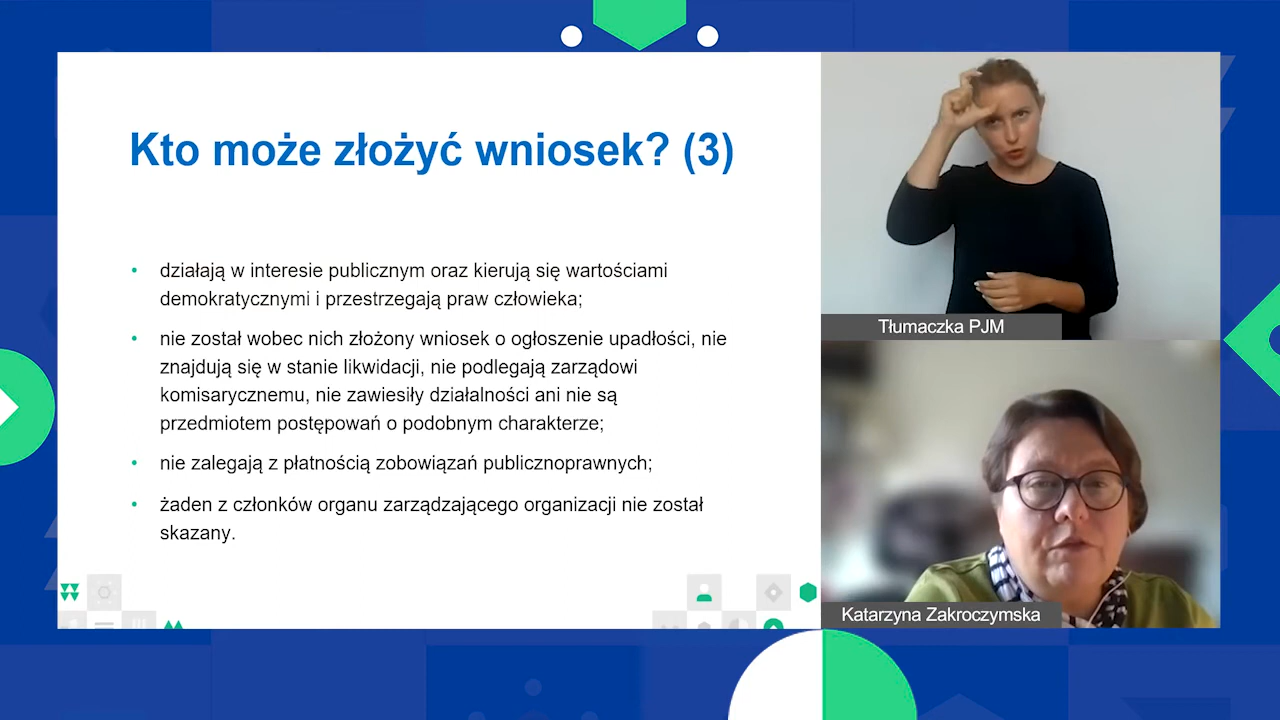 Kto może złożyć wniosek? (3)
• działają w interesie publicznym oraz kierują się wartościami
demokratycznymi i przestrzegają praw człowieka;
• nie został wobec nich złożony wniosek o ogłoszenie upadłości, nie
znajdują się w stanie likwidacji, nie podlegają zarządowi
komisarycznemu, nie zawiesiły działalności ani nie są
przedmiotem postępowań o podobnym charakterze;
• nie zalegają z płatnością zobowiązań publicznoprawnych;
• żaden z członków organu zarządzającego organizacji nie został
skazany.
Tłumaczka PJM
Katarzyna Zakroczymska